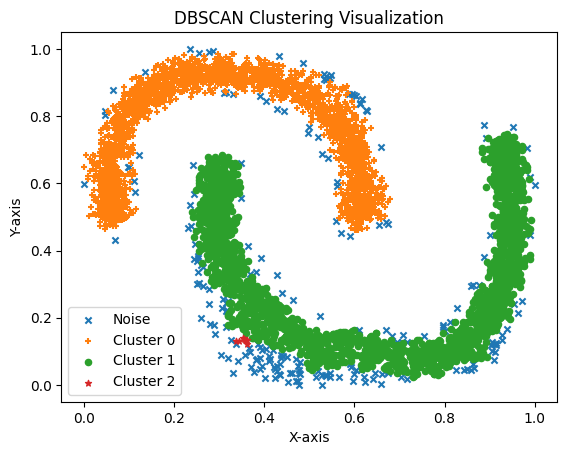 DBSCAN Clustering Visualization
1.0
0.8
0.6
0.4
0.2
0.0
Y-axis
Noise
Cluster 0
Cluster 1
Cluster 2
0.0 0.2 0.4 0.6 0.8 1.0
X-axis